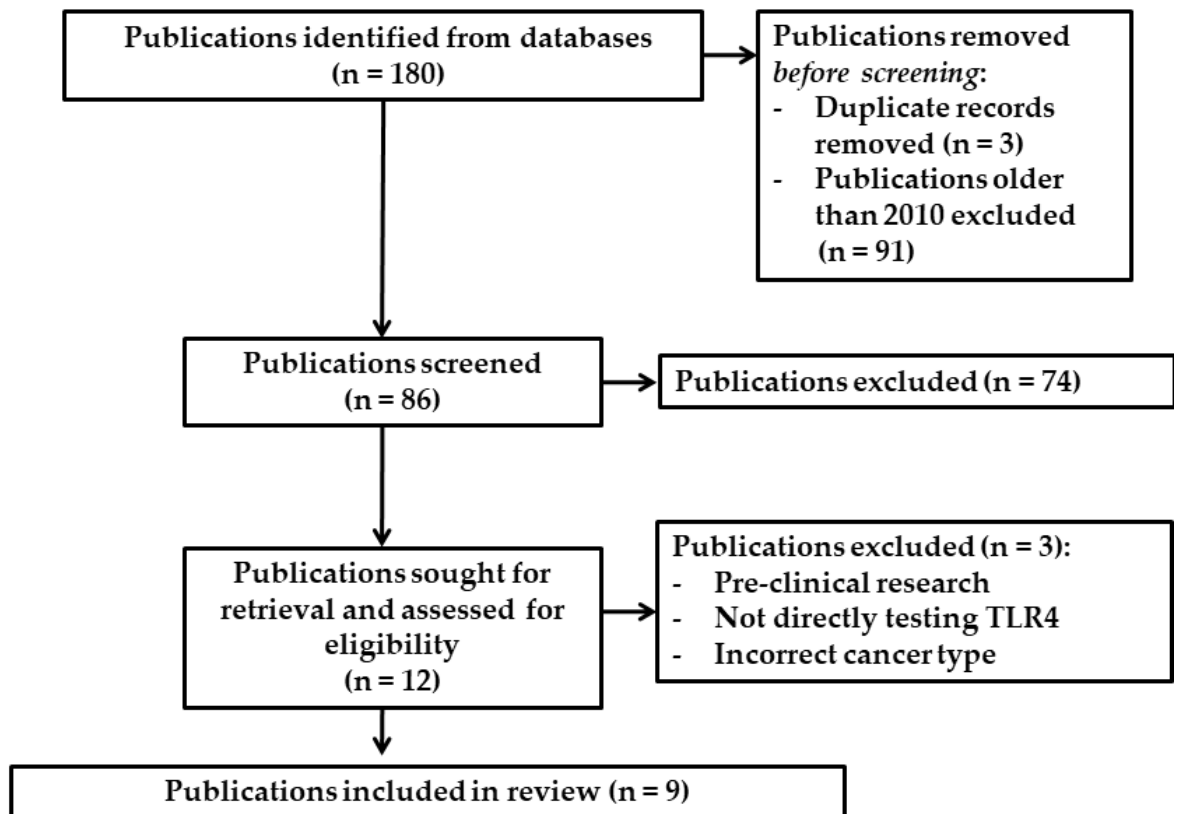 Publications identified from databases
(n = 180)
Publications removed
before screening:
- Duplicate records
removed (n = 3)
- Publications older
than 2010 excluded
(n = 91)
Publications screened
(n = 86)
Publications excluded (n = 74)
Publications sought for
retrieval and assessed for
eligibility
(n = 12)
Publications excluded (n = 3):
- Pre-clinical research
- Not directly testing TLR4
- Incorrect cancer type
Publications included in review (n = 9)